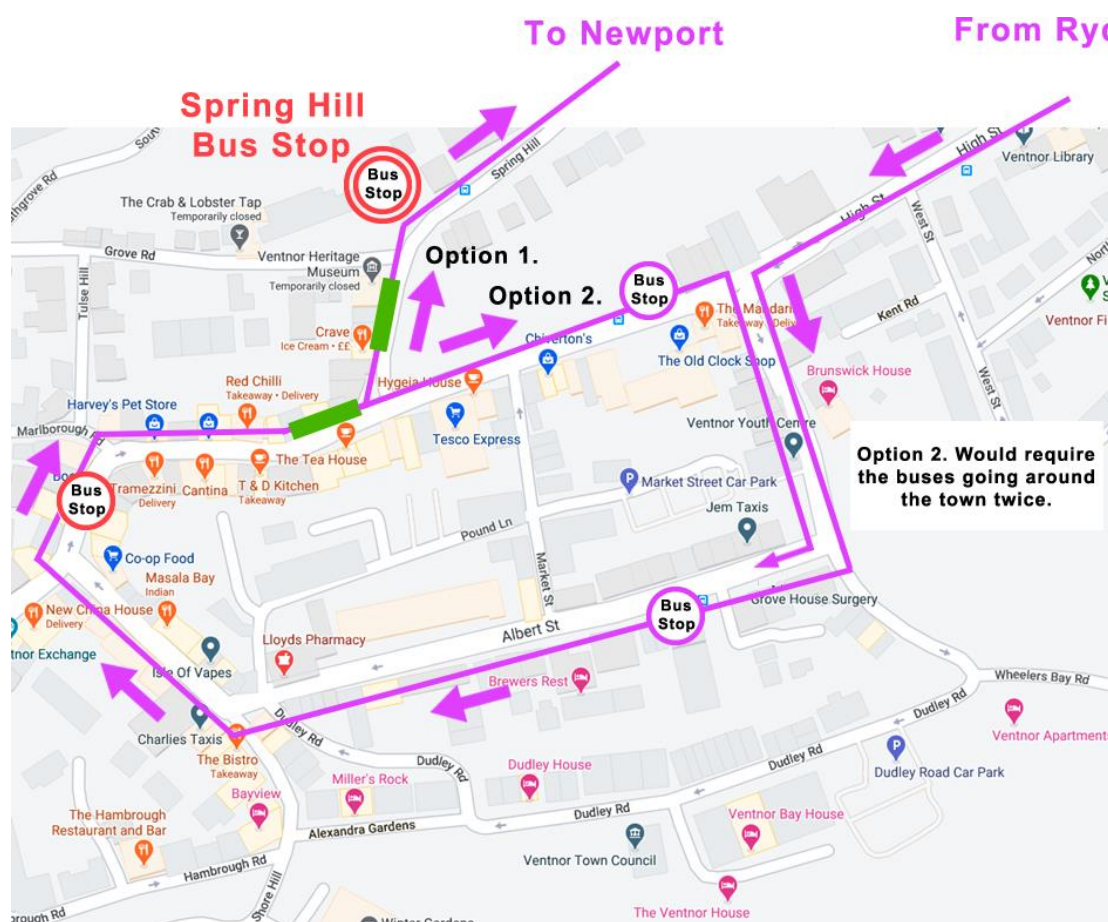 To Newport
From Ryd
Spring Hill
Bus Stop
Bus
Stop
Spring Hill
High St
Ventnor Library
The Crab & Lobster Tap
Temporarily closed
High St
West St
Grove Rd
Ventnor Heritage
Museum
Temporarily closed
Tulse Hill
Option 1.
Option 2.
Bus
Stop
Kent Rd
Crave
Ice Cream • ££
Chiverton's
The Old Clock Shop
Brunswick House
West St
Red Chilli
Takeaway • Delivery
Hygeia House
Harvey's Pet Store
Marlborough Rd
Tesco Express
Ventnor Youth Centre
The Tea House
Option 2. Would require
the buses going around
the town twice.
Bus
Stop
Tramezzini
Delivery
Cantina
T & D Kitchen
Takeaway
Market Street Car Park
Jem Taxis
Pound Ln
Market St
Co-op Food
Masala Bay
Indian
New China House
Delivery
Bus
Stop
Grove House Surgery
Albert St
Lloyds Pharmacy
Isle Of Vapes
Brewers Rest
Wheelers Bay Rd
Dudley Rd
Charlies Taxis
Dudley Rd
The Bistro
Takeaway
Dudley Rd
Dudley House
Dudley Rd
Ventnor Apartments
Dudley Road Car Park
Miller's Rock
Bayview
Dudley Rd
The Hambrough
Restaurant and Bar
Alexandra Gardens
Ventnor Bay House
Ventnor Town Council
Hambrough Rd
Shore Hill
The Ventnor House